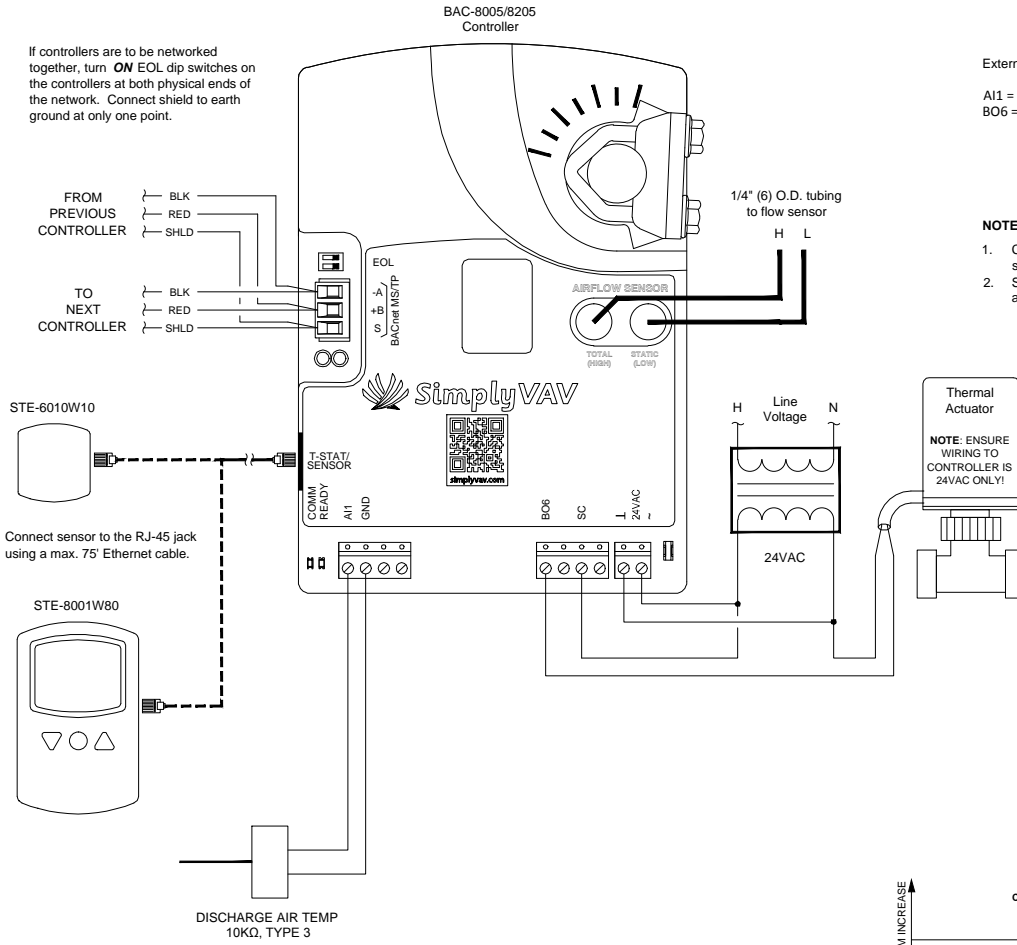 BAC-8005/8205
Controller
If controllers are to be networked
together, turn ON EOL dip switches on
the controllers at both physical ends of
the network. Connect shield to earth
ground at only one point.
FROM
PREVIOUS
CONTROLLER
BLK
RED
SHLD
TO
NEXT
CONTROLLER
BLK
RED
SHLD
EOL
-A
+B
S
BACnet MS/TP
1/4" (6) O.D. tubing
to flow sensor
H L
AIRFLOW SENSOR
TOTAL
(HIGH)
STATIC
(LOW)
SimplyVAV
simplyvav.com
T-STAT/
SENSOR
COMM
READY
AI1
GND
BO6
SC
24VAC
~
STE-6010W10
Connect sensor to the RJ-45 jack
using a max. 75' Ethernet cable.
STE-8001W80
DISCHARGE AIR TEMP
10KΩ, TYPE 3
H
Line
Voltage
N
24VAC
Thermal
Actuator
NOTE: ENSURE
WIRING TO
CONTROLLER IS
24VAC ONLY!
Extern
AI1 =
BO6 =
NOTE
1.
2. S
a
M INCREASE